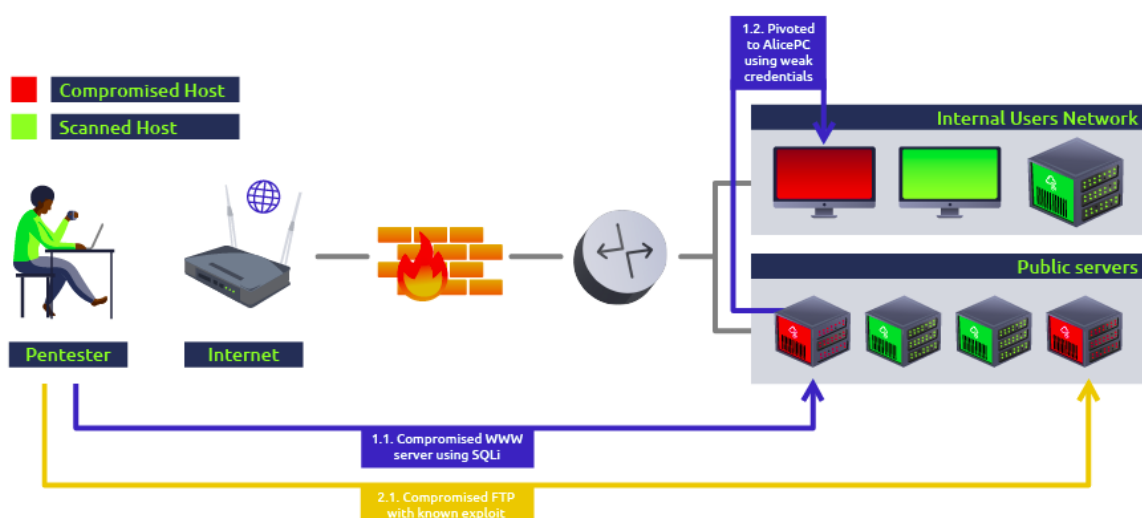 1.2. Pivoted
to AlicePC
using weak
credentials
Compromised Host
Scanned Host
Internal Users Network
Public servers
Pentester
Internet
1.1. Compromised WWW
server using SQLi
2.1. Compromised FTP
with known exploit